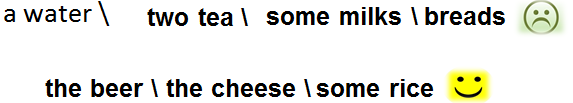 a water \ two tea \ some milks \ breads
the beer \ the cheese \ some rice